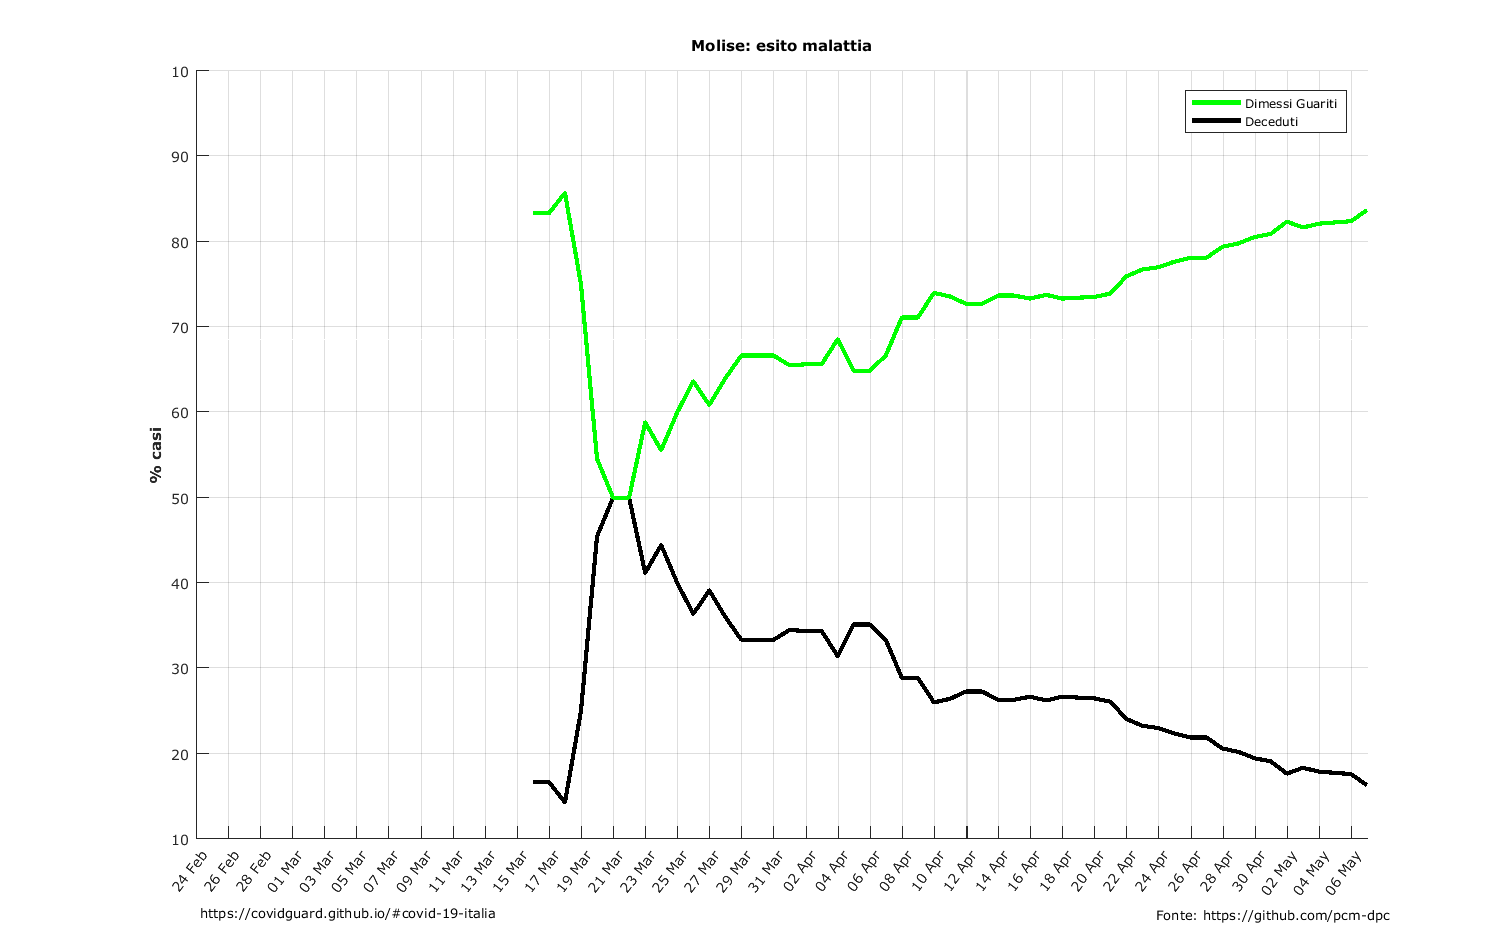 Molise: esito malattia
10
90
80
70
60
50
40
30
20
10
% casi
Dimessi Guariti
Deceduti
24 Feb
26 Feb
28 Feb
01 Mar
03 Mar
05 Mar
07 Mar
09 Mar
11 Mar
13 Mar
15 Mar
17 Mar
19 Mar
21 Mar
23 Mar
25 Mar
27 Mar
29 Mar
31 Mar
02 Apr
04 Apr
06 Apr
08 Apr
10 Apr
12 Apr
14 Apr
16 Apr
18 Apr
20 Apr
22 Apr
24 Apr
26 Apr
28 Apr
30 Apr
02 May
04 May
06 May
https://covidguard.github.io/#covid-19-italia
Fonte: https://github.com/pcm-dpc